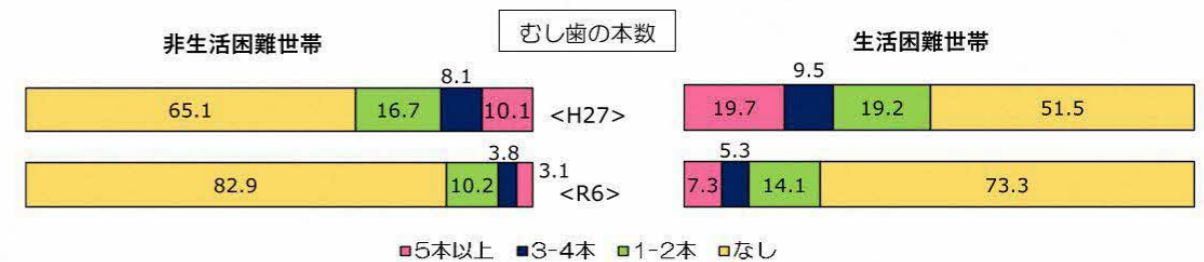 むし歯の本数
非生活困難世帯
生活困難世帯
8.1
9.5
65.1 16.7 10.1 <H27> 19.7 19.2 51.5
3.8
5.3
82.9 10.2 3.1 <R6> 7.3 14.1 73.3
5本以上 3-4本 1-2本 なし